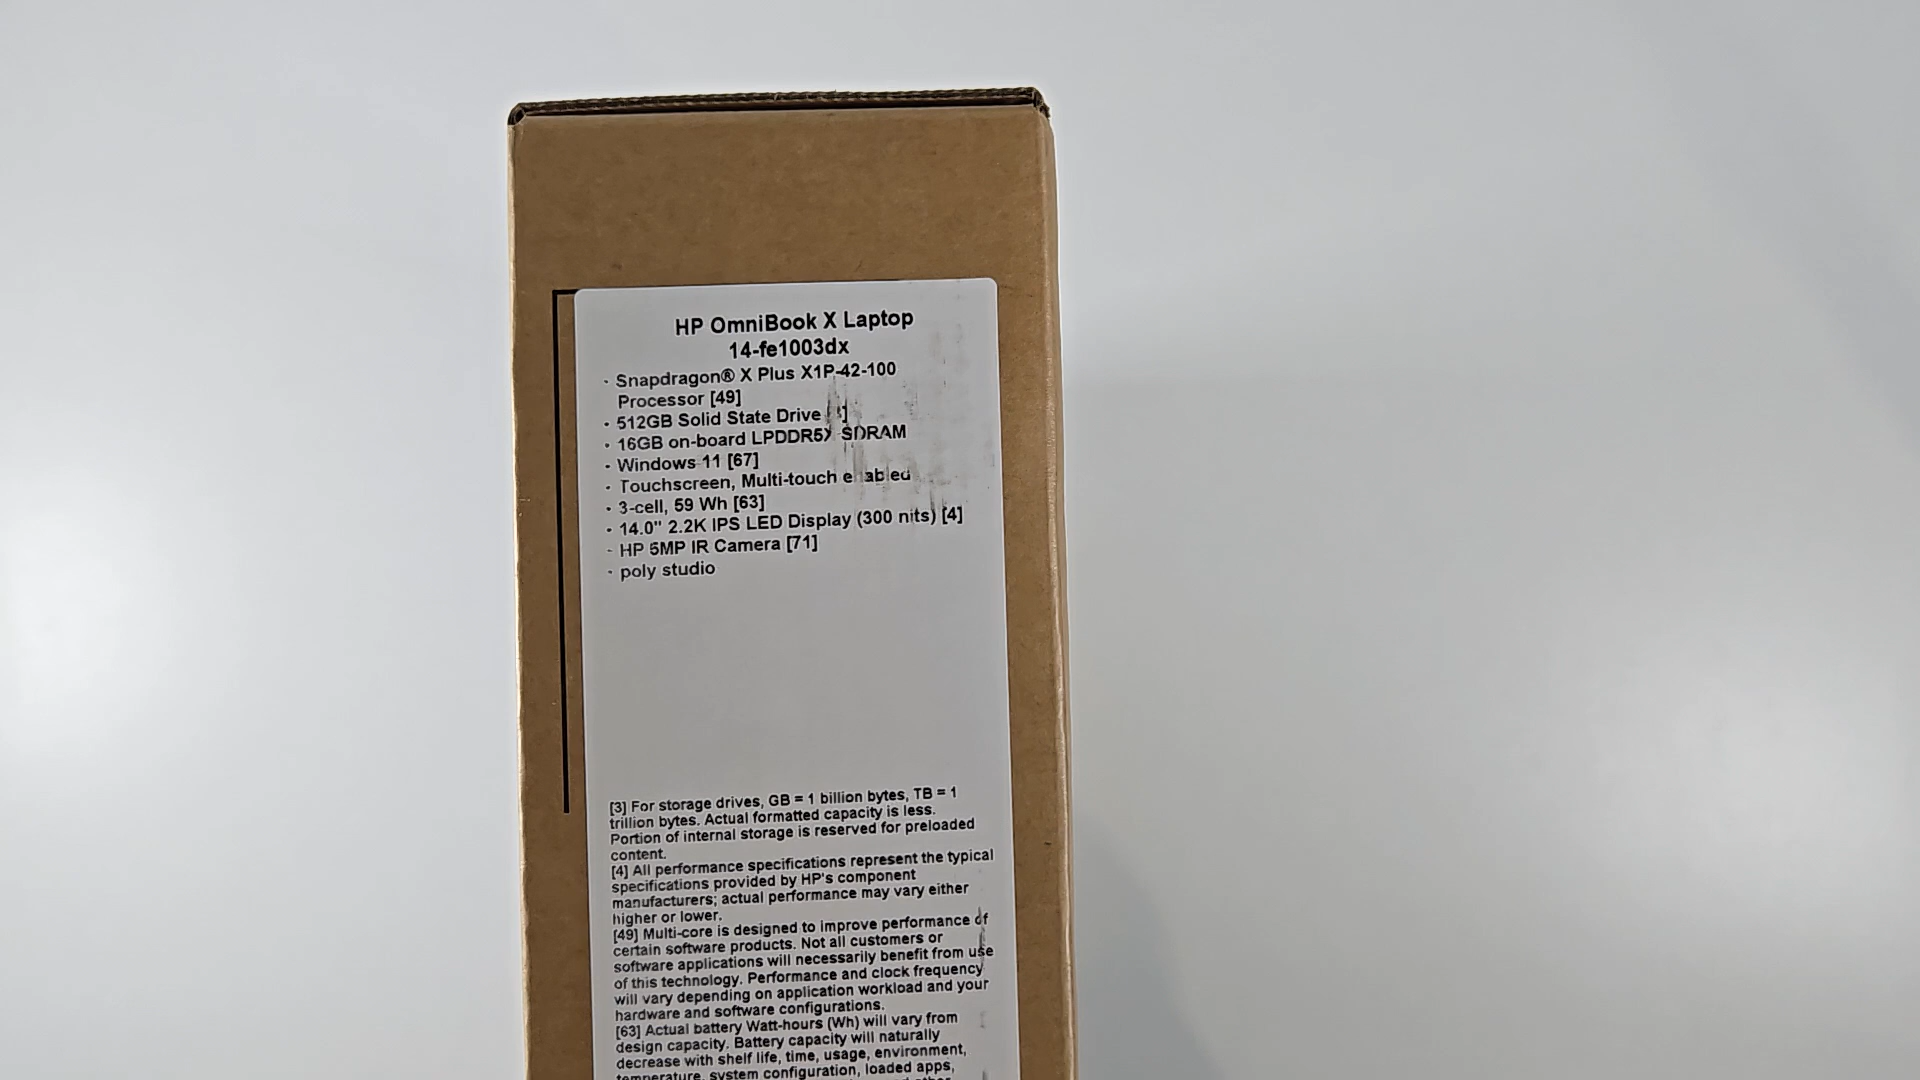 HP OmniBook X Laptop
14-fe1003dx
· Snapdragon® X Plus X1P-42-100
Processor [49]
· 512GB Solid State Drive
· 16GB on-board LPDDR5X SDRAM
· Windows 11 [67]
· Touchscreen, Multi-touch enabled
· 3-cell, 59 Wh [63]
· 14.0" 2.2K IPS LED Display (300 nits) [4]
· HP 5MP IR Camera [71]
· poly studio
[3] For storage drives, GB = 1 billion bytes, TB = 1
trillion bytes. Actual formatted capacity is less.
Portion of internal storage is reserved for preloaded
content.
[4] All performance specifications represent the typical
specifications provided by HP's component
manufacturers; actual performance may vary either
higher or lower.
[49] Multi-core is designed to improve performance of
certain software products. Not all customers or
software applications will necessarily benefit from use
of this technology. Performance and clock frequency
will vary depending on application workload and your
hardware and software configurations.
[63] Actual battery Watt-hours (Wh) will vary from
design capacity. Battery capacity will naturally
decrease with shelf life, time, usage, environment,
temperature, system configuration, loaded apps,